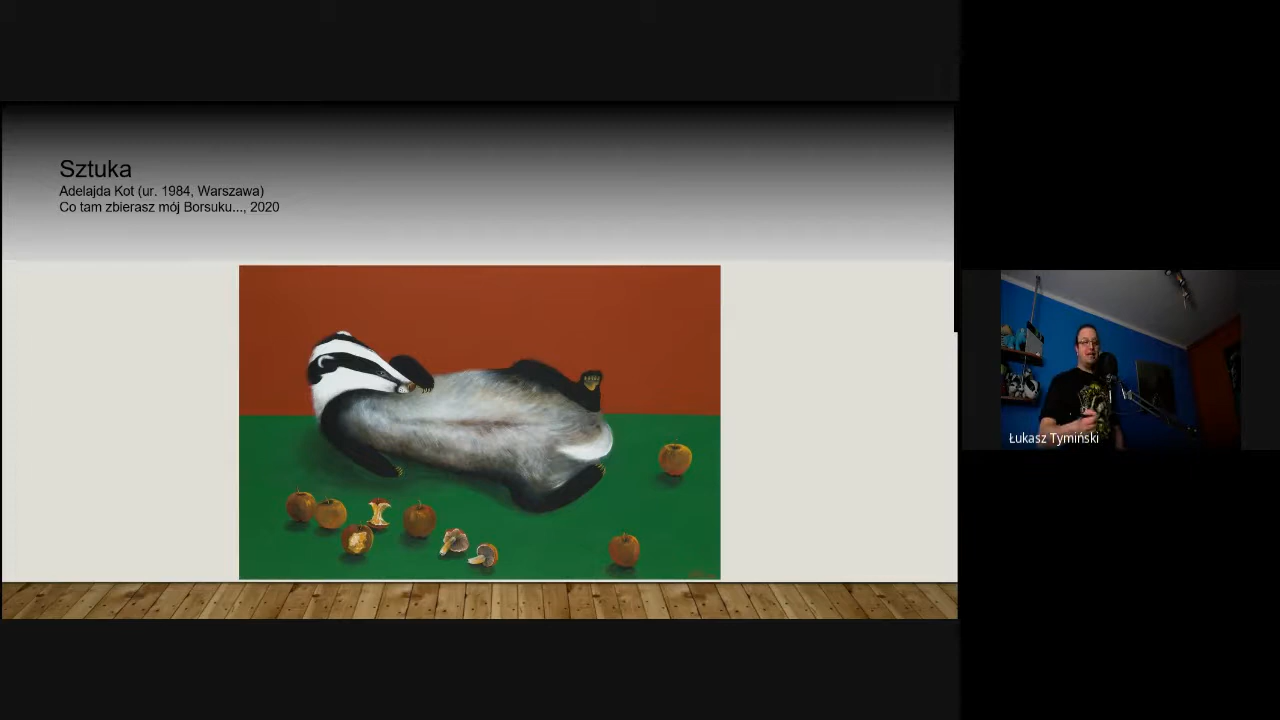 Sztuka
Adelajda Kot (ur. 1984, Warszawa)
Co tam zbierasz mój Borsuku..., 2020
Łukasz Tymiński